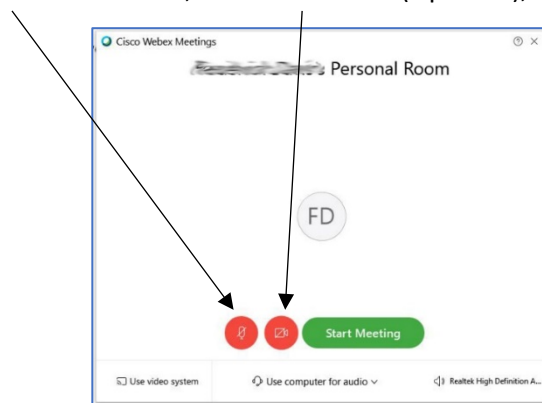 Cisco Webex Meetings
Personal Room
FD
Start Meeting
Use video system
Use computer for audio
Realtek High Definition A...